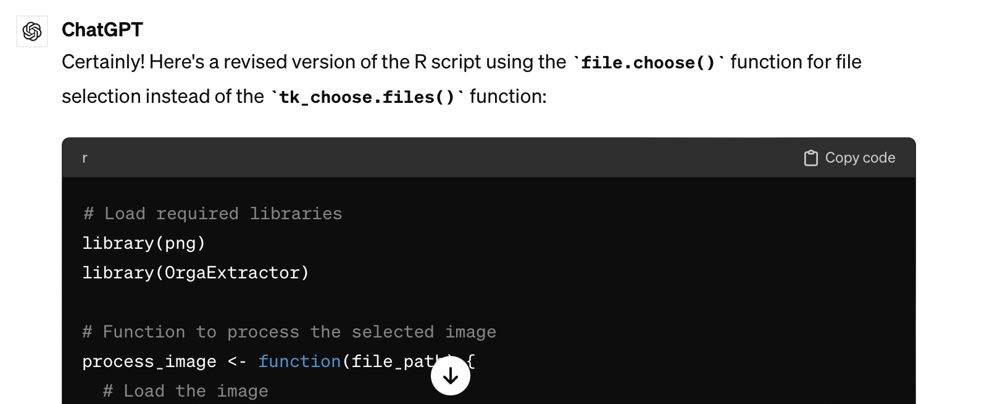 ChatGPT
Certainly! Here's a revised version of the R script using the `file.choose()` function for file
selection instead of the `tk_choose.files()` function:
r
Copy code
# Load required libraries
library(png)
library(OrgaExtractor)
# Function to process the selected image
process_image <- function(file_path) {
# Load the image